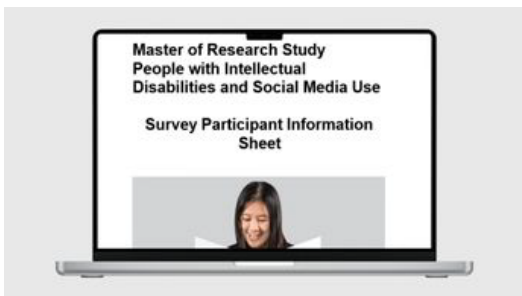 Master of Research Study
People with Intellectual
Disabilities and Social Media Use
Survey Participant Information
Sheet